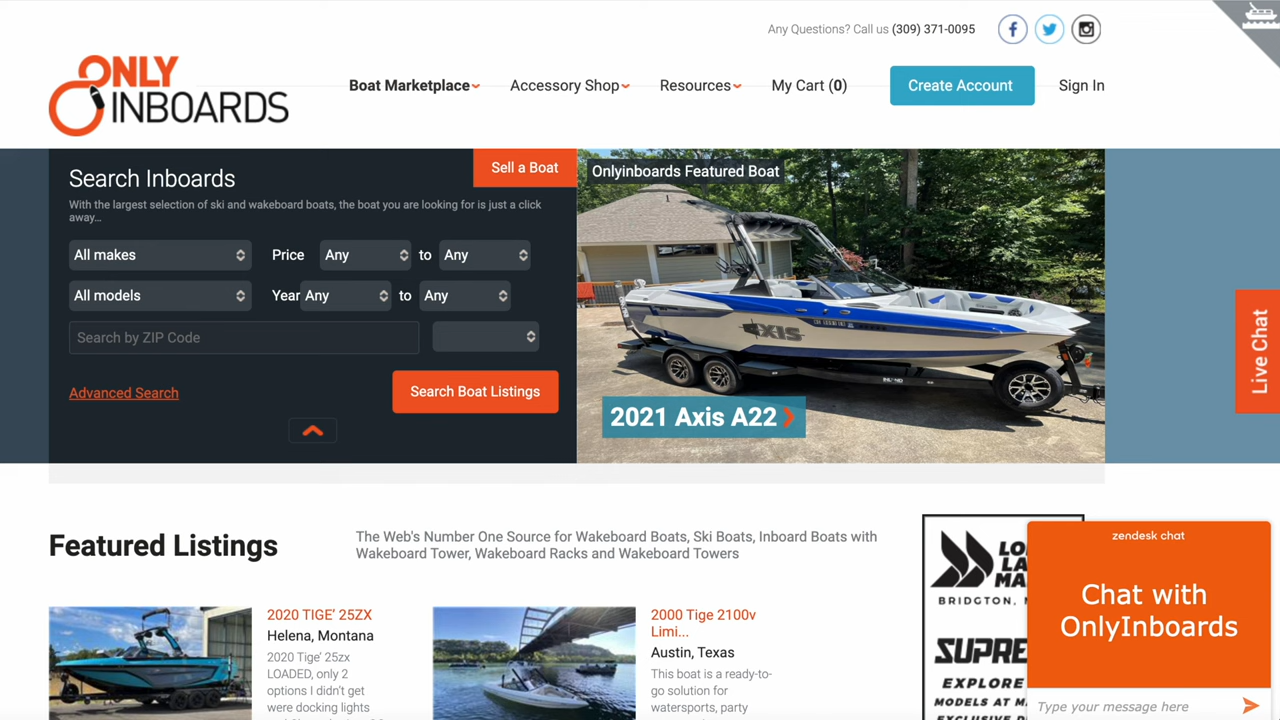 Any Questions? Call us (309) 371-0095
ONLY
INBOARDS
Boat Marketplace
Accessory Shop
Resources
My Cart (0)
Create Account
Sign In
Search Inboards
Sell a Boat
With the largest selection of ski and wakeboard boats, the boat you are looking for is just a click
away...
All makes
Price
Any
to
Any
All models
Year
Any
to
Any
Search by ZIP Code
Advanced Search
Search Boat Listings
Onlyinboards Featured Boat
AXIS
2021 Axis A22
Live Chat
Featured Listings
The Web's Number One Source for Wakeboard Boats, Ski Boats, Inboard Boats with
Wakeboard Tower, Wakeboard Racks and Wakeboard Towers
2020 TIGE' 25ZX
Helena, Montana
2020 Tige' 25zx
LOADED, only 2
options I didn't get
were docking lights
2000 Tige 2100v
Limi...
Austin, Texas
This boat is a ready-to-
go solution for
watersports, party
LO
LA
MA
BRIDGTON,
SUPRE
EXPLORE
MODELS AT M
zendesk chat
Chat with
OnlyInboards
Type your message here